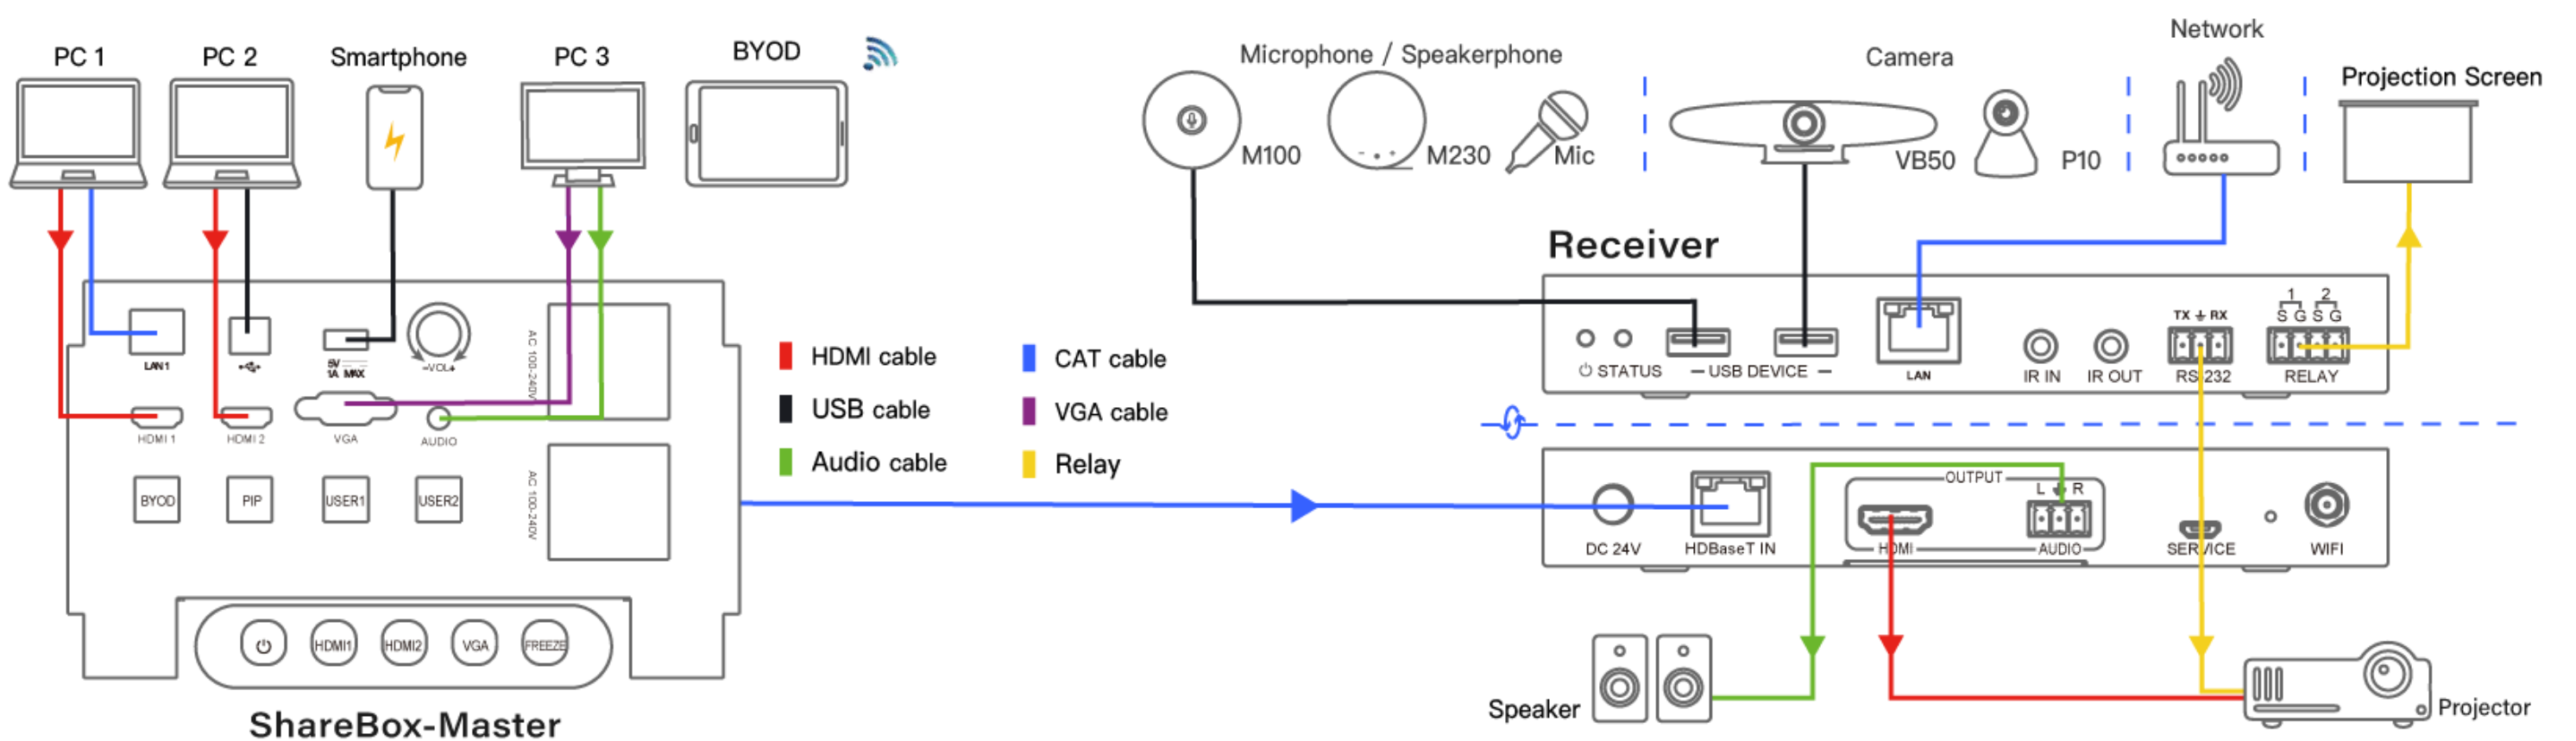 PC 1
PC 2
Smartphone
PC 3
BYOD
Microphone / Speakerphone
Camera
Network
Projection Screen
M100
M230
Mic
VB50
P10
LAN1
5V
1A MAX
-VOL+
AC 100-240V
HDMI 1
HDMI 2
VGA
AUDIO
BYOD
PIP
USER1
USER2
AC 100-240V
HDMI1
HDMI2
VGA
FREEZE
ShareBox-Master
HDMI cable
USB cable
Audio cable
CAT cable
VGA cable
Relay
Receiver
STATUS
USB DEVICE
LAN
IR IN
IR OUT
TX RX
RS232
1 2
S G S G
RELAY
DC 24V
HDBaseT IN
OUTPUT
HDMI
L R
AUDIO
SERVICE
WIFI
Speaker
Projector